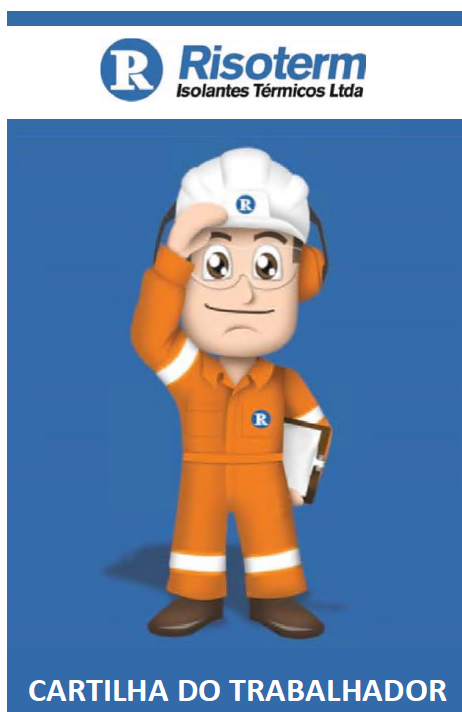 R Risoterm
Isolantes Térmicos Ltda
R
R
CARTILHA DO TRABALHADOR